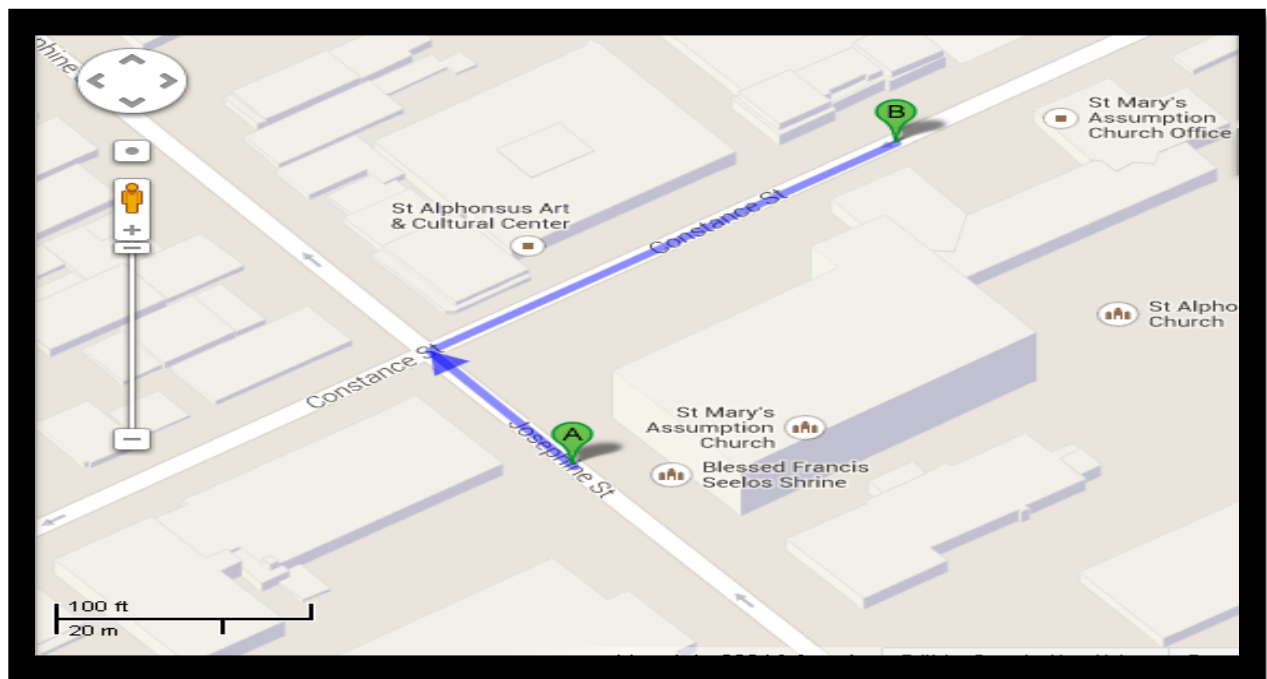 phine
B
St Mary's
Assumption
Church Office
St Alphonsus Art
& Cultural Center
Constance St
St Alpho
Church
Constance St
A
Josephine St
St Mary's
Assumption
Church
Blessed Francis
Seelos Shrine
100 ft
20 m